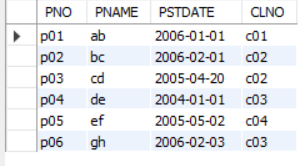 PNO PNAME PSTDATE CLNO
p01 ab 2006-01-01 c01
p02 bc 2006-02-01 c02
p03 cd 2005-04-20 c02
p04 de 2004-01-01 c03
p05 ef 2005-05-02 c04
p06 gh 2006-02-03 c03